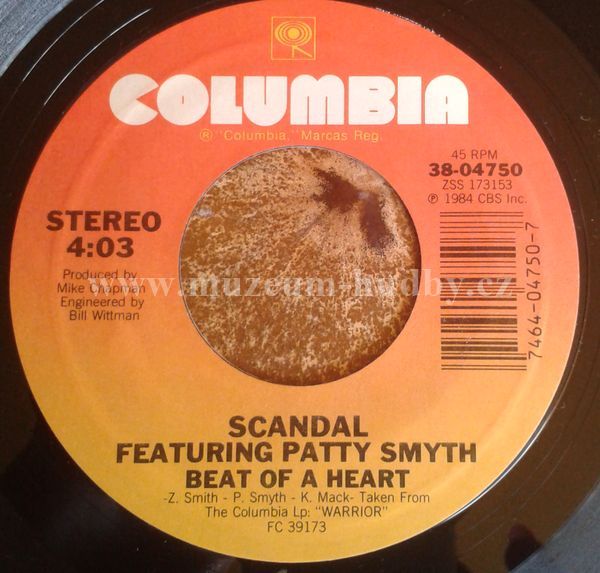 COLUMBIA
® "Columbia," Marcas Reg.
45 RPM
38-04750
ZSS 173153
℗ 1984 CBS Inc.
STEREO
4:03
Produced by
Mike Chapman
Engineered by
Bill Wittman
7464-04750-7
www.muzeum-hudby.cz
SCANDAL
FEATURING PATTY SMYTH
BEAT OF A HEART
-Z. Smith - P. Smyth - K. Mack- Taken From
The Columbia Lp: "WARRIOR"
FC 39173